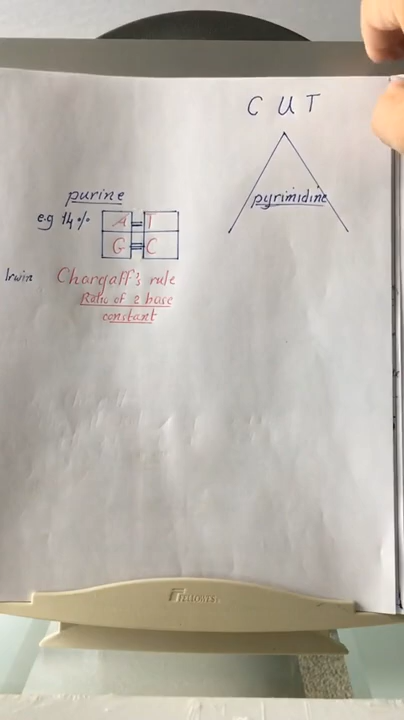 C U T
pyrimidine
purine
e.g 14% A = T
G = C
Irwin Chargaff's rule
Ratio of 2 base
constant
FELLOWES